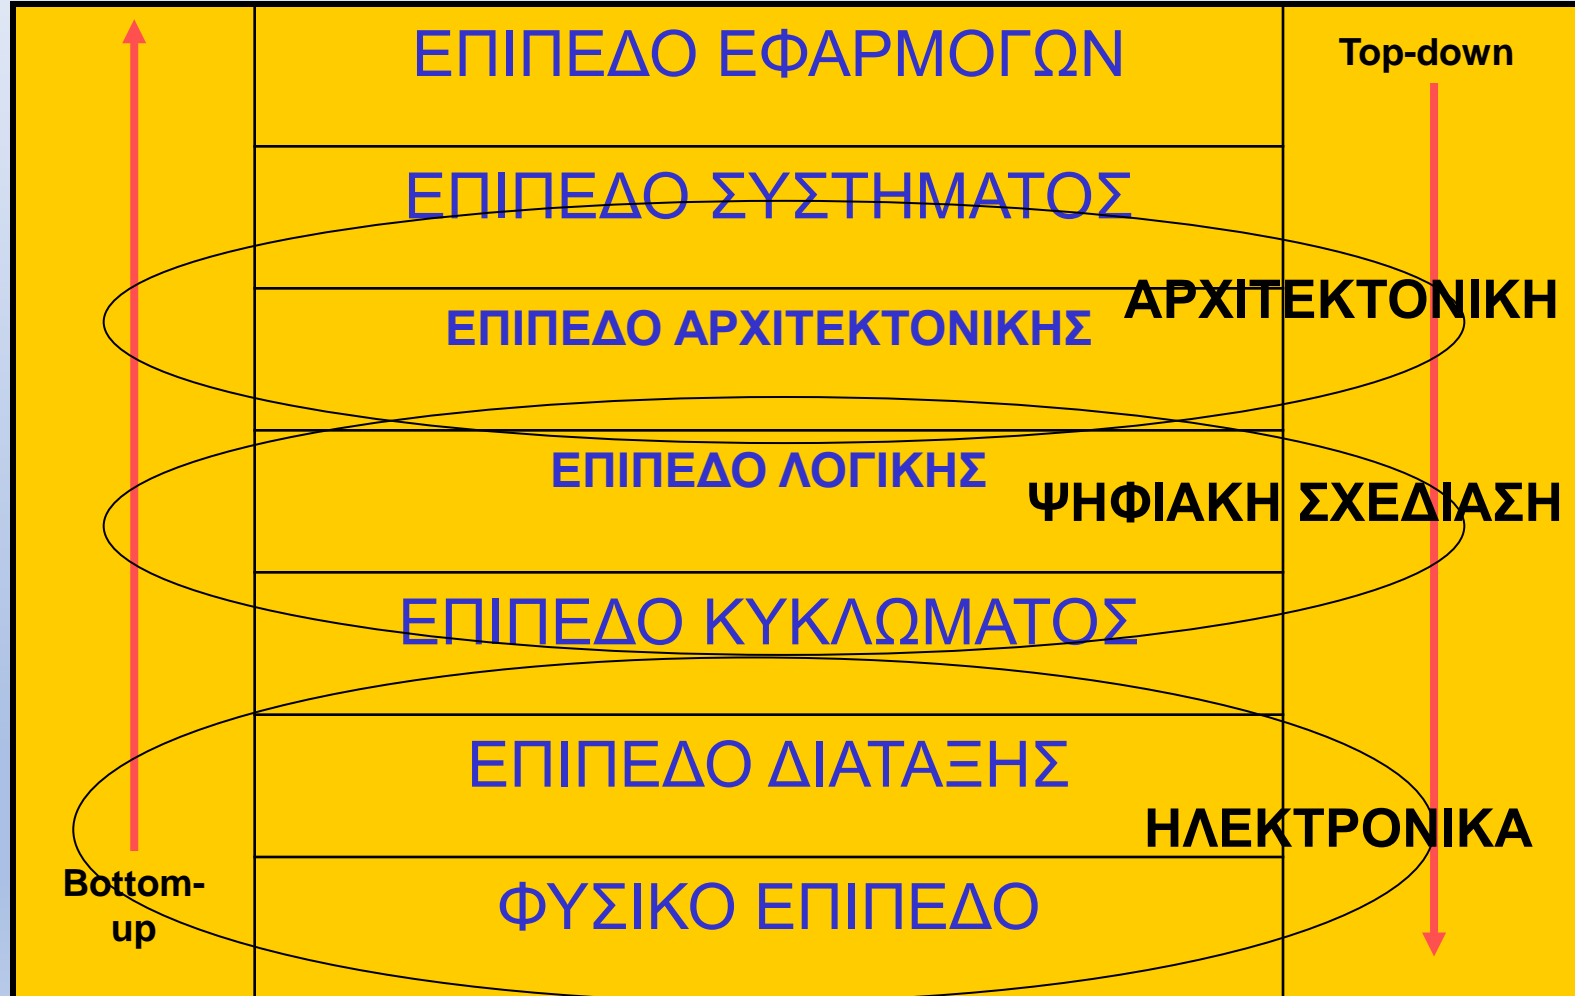 ΕΠΙΠΕΔΟ ΕΦΑΡΜΟΓΩΝ
Top-down
ΕΠΙΠΕΔΟ ΣΥΣΤΗΜΑΤΟΣ
ΑΡΧΙΤΕΚΤΟΝΙΚΗ
ΕΠΙΠΕΔΟ ΑΡΧΙΤΕΚΤΟΝΙΚΗΣ
ΕΠΙΠΕΔΟ ΛΟΓΙΚΗΣ
ΨΗΦΙΑΚΗ ΣΧΕΔΙΑΣΗ
ΕΠΙΠΕΔΟ ΚΥΚΛΩΜΑΤΟΣ
ΕΠΙΠΕΔΟ ΔΙΑΤΑΞΗΣ
ΗΛΕΚΤΡΟΝΙΚΑ
Bottom-
up
ΦΥΣΙΚΟ ΕΠΙΠΕΔΟ